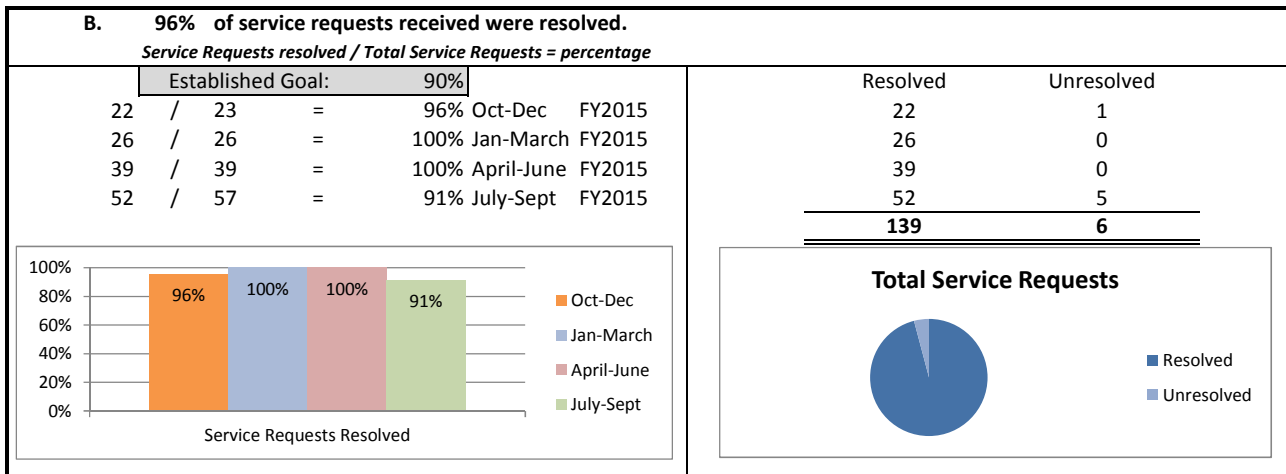 B. 96% of service requests received were resolved.
Service Requests resolved / Total Service Requests = percentage
Established Goal: 90%
22 / 23 = 96% Oct-Dec FY2015
26 / 26 = 100% Jan-March FY2015
39 / 39 = 100% April-June FY2015
52 / 57 = 91% July-Sept FY2015
Resolved Unresolved
22 1
26 0
39 0
52 5
139 6
100%
80%
60%
40%
20%
0%
96% 100% 100% 91%
Service Requests Resolved
Oct-Dec
Jan-March
April-June
July-Sept
Total Service Requests
Resolved
Unresolved